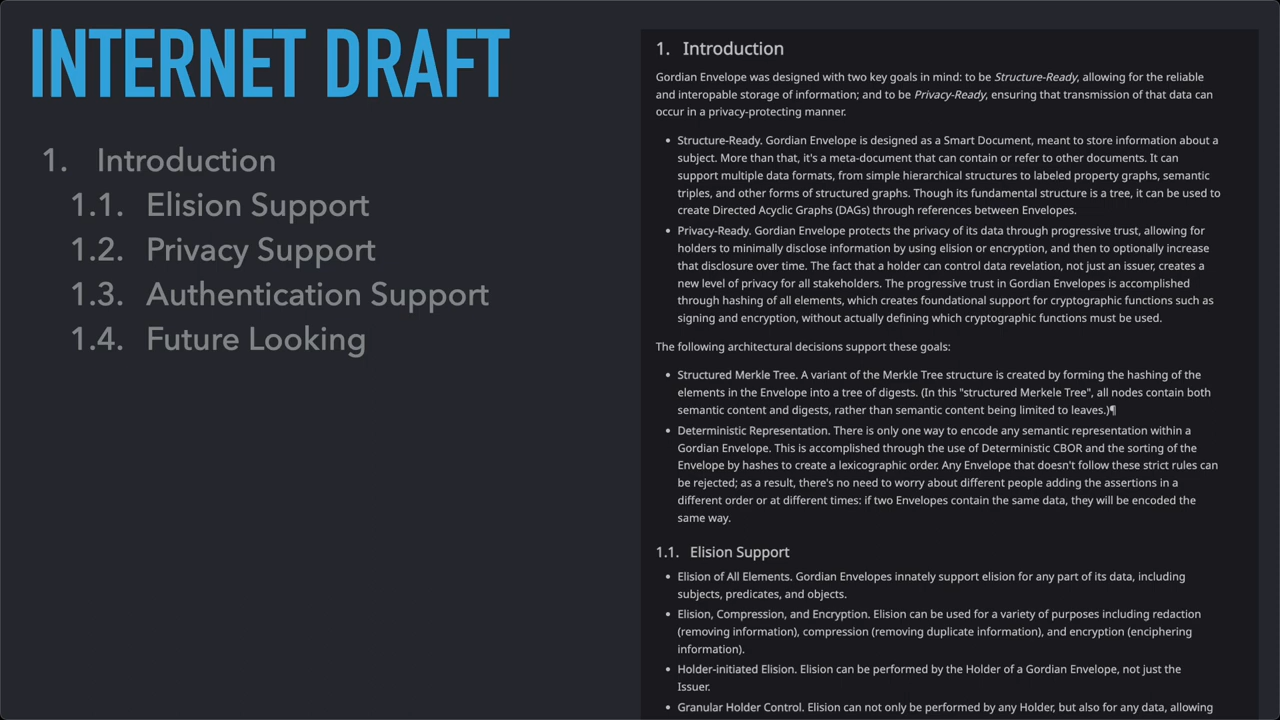 INTERNET DRAFT
1. Introduction
1.1. Elision Support
1.2. Privacy Support
1.3. Authentication Support
1.4. Future Looking
1. Introduction
Gordian Envelope was designed with two key goals in mind: to be Structure-Ready, allowing for the reliable
and interopable storage of information; and to be Privacy-Ready, ensuring that transmission of that data can
occur in a privacy-protecting manner.
• Structure-Ready. Gordian Envelope is designed as a Smart Document, meant to store information about a
subject. More than that, it's a meta-document that can contain or refer to other documents. It can
support multiple data formats, from simple hierarchical structures to labeled property graphs, semantic
triples, and other forms of structured graphs. Though its fundamental structure is a tree, it can be used to
create Directed Acyclic Graphs (DAGs) through references between Envelopes.
• Privacy-Ready. Gordian Envelope protects the privacy of its data through progressive trust, allowing for
holders to minimally disclose information by using elision or encryption, and then to optionally increase
that disclosure over time. The fact that a holder can control data revelation, not just an issuer, creates a
new level of privacy for all stakeholders. The progressive trust in Gordian Envelopes is accomplished
through hashing of all elements, which creates foundational support for cryptographic functions such as
signing and encryption, without actually defining which cryptographic functions must be used.
The following architectural decisions support these goals:
• Structured Merkle Tree. A variant of the Merkle Tree structure is created by forming the hashing of the
elements in the Envelope into a tree of digests. (In this "structured Merkele Tree", all nodes contain both
semantic content and digests, rather than semantic content being limited to leaves.)¶
• Deterministic Representation. There is only one way to encode any semantic representation within a
Gordian Envelope. This is accomplished through the use of Deterministic CBOR and the sorting of the
Envelope by hashes to create a lexicographic order. Any Envelope that doesn't follow these strict rules can
be rejected; as a result, there's no need to worry about different people adding the assertions in a
different order or at different times: if two Envelopes contain the same data, they will be encoded the
same way.
1.1. Elision Support
• Elision of All Elements. Gordian Envelopes innately support elision for any part of its data, including
subjects, predicates, and objects.
• Elision, Compression, and Encryption. Elision can be used for a variety of purposes including redaction
(removing information), compression (removing duplicate information), and encryption (enciphering
information).
• Holder-initiated Elision. Elision can be performed by the Holder of a Gordian Envelope, not just the
Issuer.
• Granular Holder Control. Elision can not only be performed by any Holder, but also for any data, allowing